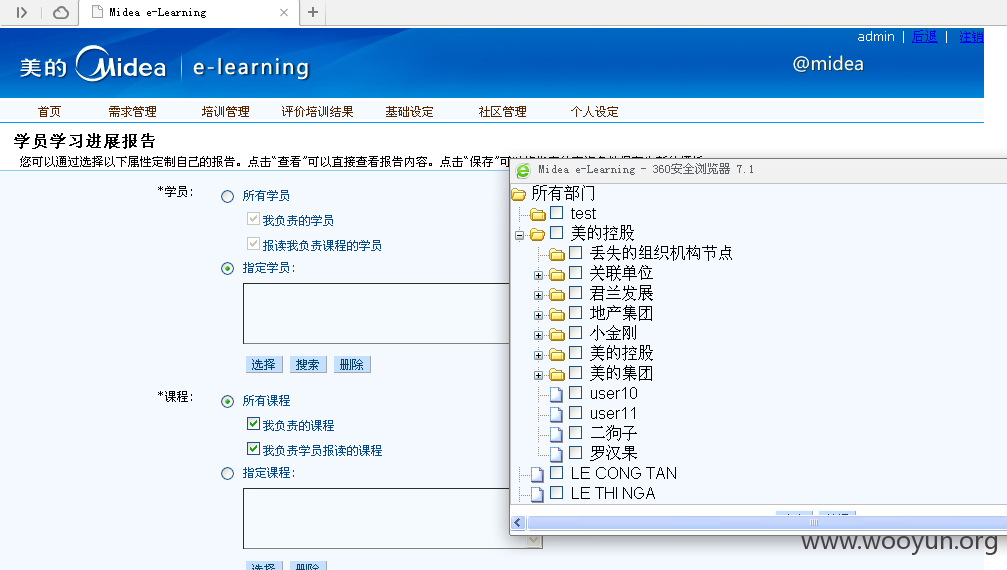 Midea e-Learning
admin | 后退 | 注销
美的 Midea e-learning
@midea
首页 需求管理 培训管理 评价培训结果 基础设定 社区管理 个人设定
学员学习进展报告
您可以通过选择以下属性定制自己的报告。点击“查看”可以直接查看报告内容。点击“保存”可以
*学员:
所有学员
我负责的学员
报读我负责课程的学员
指定学员:
选择 搜索 删除
*课程:
所有课程
我负责的课程
我负责学员报读的课程
指定课程:
选择 删除
Midea e-Learning - 360安全浏览器 7.1
所有部门
test
美的控股
丢失的组织机构节点
关联单位
君兰发展
地产集团
小金刚
美的控股
美的集团
user10
user11
二狗子
罗汉果
LE CONG TAN
LE THI NGA
www.wooyun.org